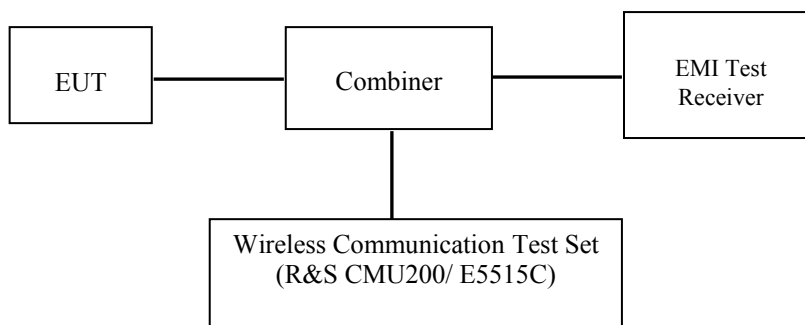 EUT
Combiner
EMI Test
Receiver
Wireless Communication Test Set
(R&S CMU200/ E5515C)